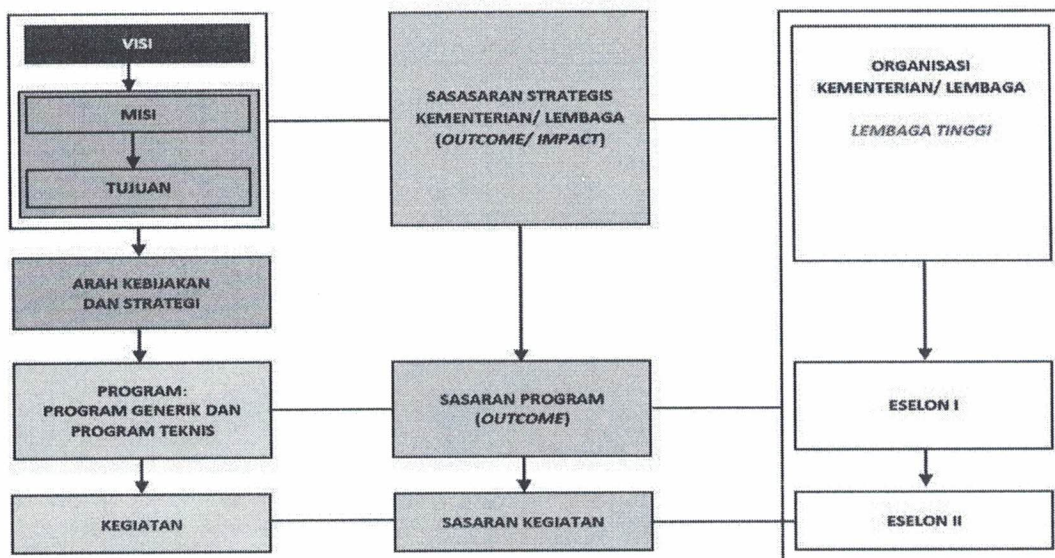 VISI
MISI
TUJUAN
ARAH KEBIJAKAN
DAN STRATEGI
PROGRAM:
PROGRAM GENERIK DAN
PROGRAM TEKNIS
KEGIATAN
SASASARAN STRATEGIS
KEMENTERIAN/ LEMBAGA
(OUTCOME/ IMPACT)
SASARAN PROGRAM
(OUTCOME)
SASARAN KEGIATAN
ORGANISASI
KEMENTERIAN/ LEMBAGA
LEMBAGA TINGGI
ESELON I
ESELON II